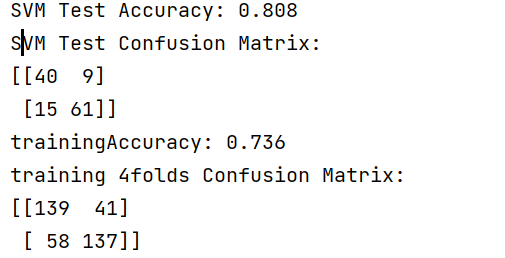 SVM Test Accuracy: 0.808
SVM Test Confusion Matrix:
[[40  9]
 [15 61]]
trainingAccuracy: 0.736
training 4folds Confusion Matrix:
[[139  41]
 [ 58 137]]